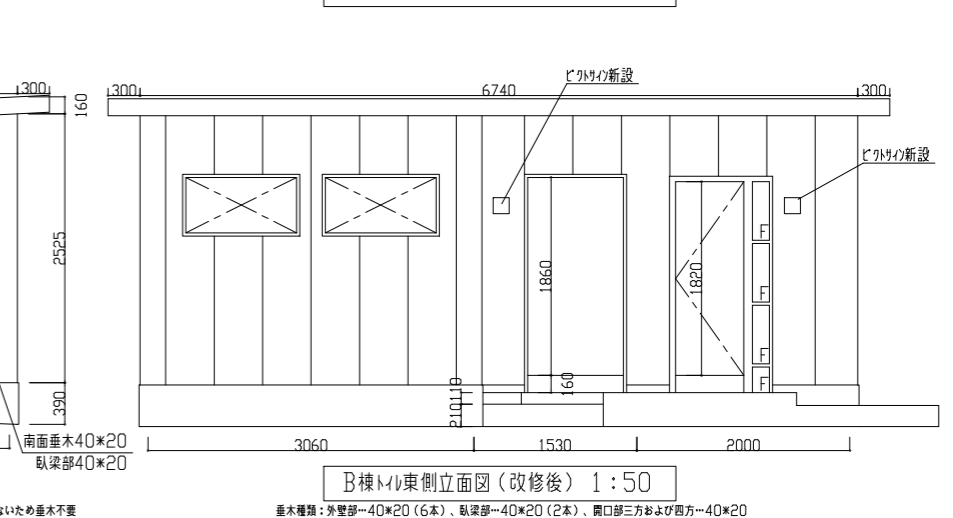 ピクトサイン新設
300
300
6740
300
160
ピクトサイン新設
2525
1860
1820
F
F
F
F
160
390
210
110
南面垂木40*20
臥梁部40*20
3060
1530
2000
B棟トイレ東側立面図(改修後) 1:50
ないため垂木不要
垂木種類:外壁部…40*20(6本)、臥梁部…40*20(2本)、開口部三方および四方…40*20